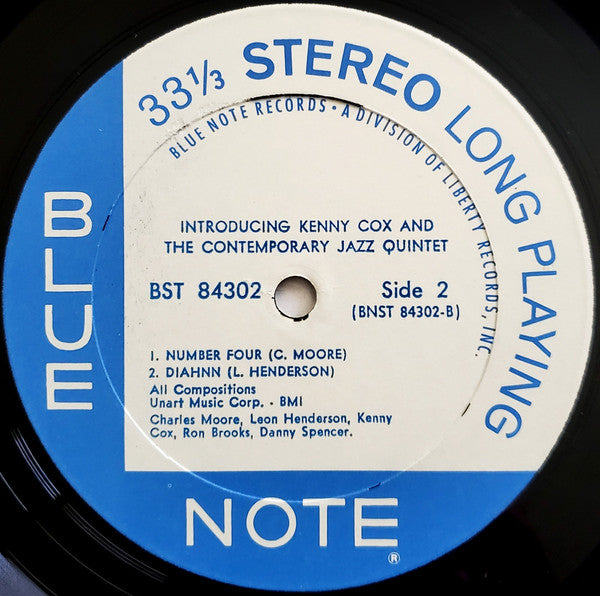 33⅓ STEREO LONG PLAYING
BLUE NOTE RECORDS • A DIVISION OF LIBERTY RECORDS, INC.
INTRODUCING KENNY COX AND
THE CONTEMPORARY JAZZ QUINTET
BST 84302
Side 2
(BNST 84302-B)
1. NUMBER FOUR (C. MOORE)
2. DIAHNN (L. HENDERSON)
All Compositions
Unart Music Corp. - BMI
Charles Moore, Leon Henderson, Kenny
Cox, Ron Brooks, Danny Spencer.
BLUE
NOTE®